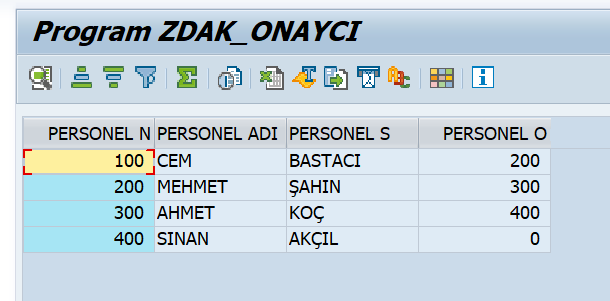 Program ZDAK_ONAYCI
PERSONEL N PERSONEL ADI PERSONEL S PERSONEL O
100 CEM BASTACI 200
200 MEHMET ŞAHIN 300
300 AHMET KOÇ 400
400 SINAN AKÇIL 0